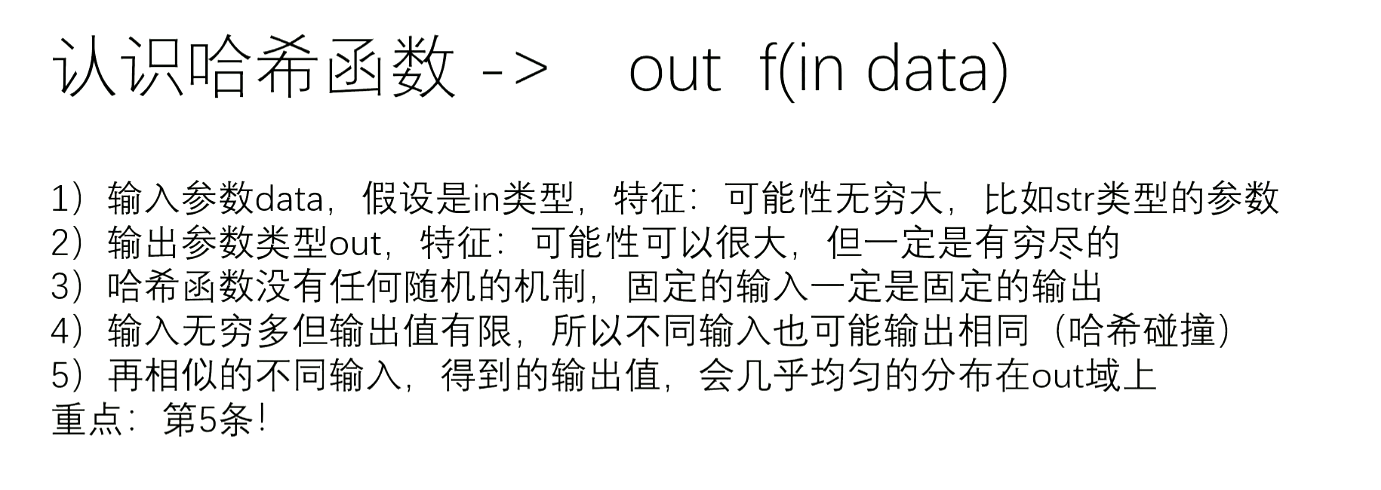 认识哈希函数 -> out f(in data)
1）输入参数data，假设是in类型，特征：可能性无穷大，比如str类型的参数
2）输出参数类型out，特征：可能性可以很大，但一定是有穷尽的
3）哈希函数没有任何随机的机制，固定的输入一定是固定的输出
4）输入无穷多但输出值有限，所以不同输入也可能输出相同（哈希碰撞）
5）再相似的不同输入，得到的输出值，会几乎均匀的分布在out域上
重点：第5条！